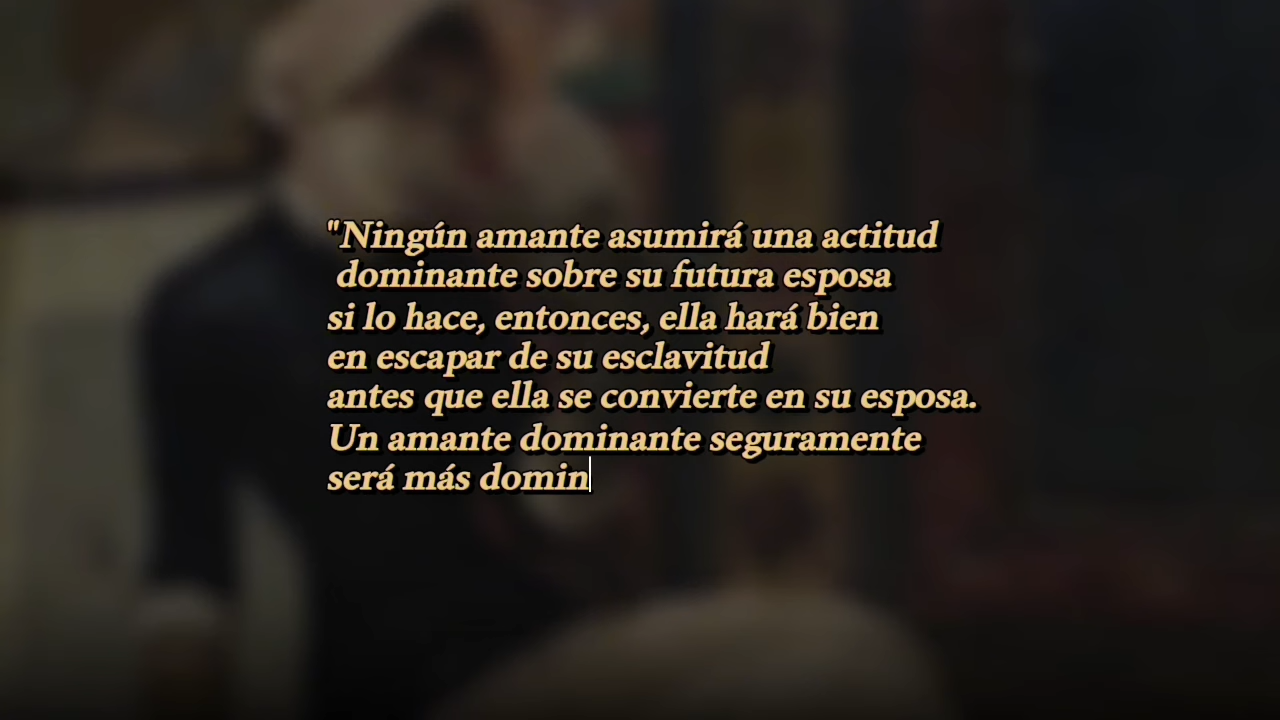 "Ningún amante asumirá una actitud
dominante sobre su futura esposa
si lo hace, entonces, ella hará bien
en escapar de su esclavitud
antes que ella se convierte en su esposa.
Un amante dominante seguramente
será más domin